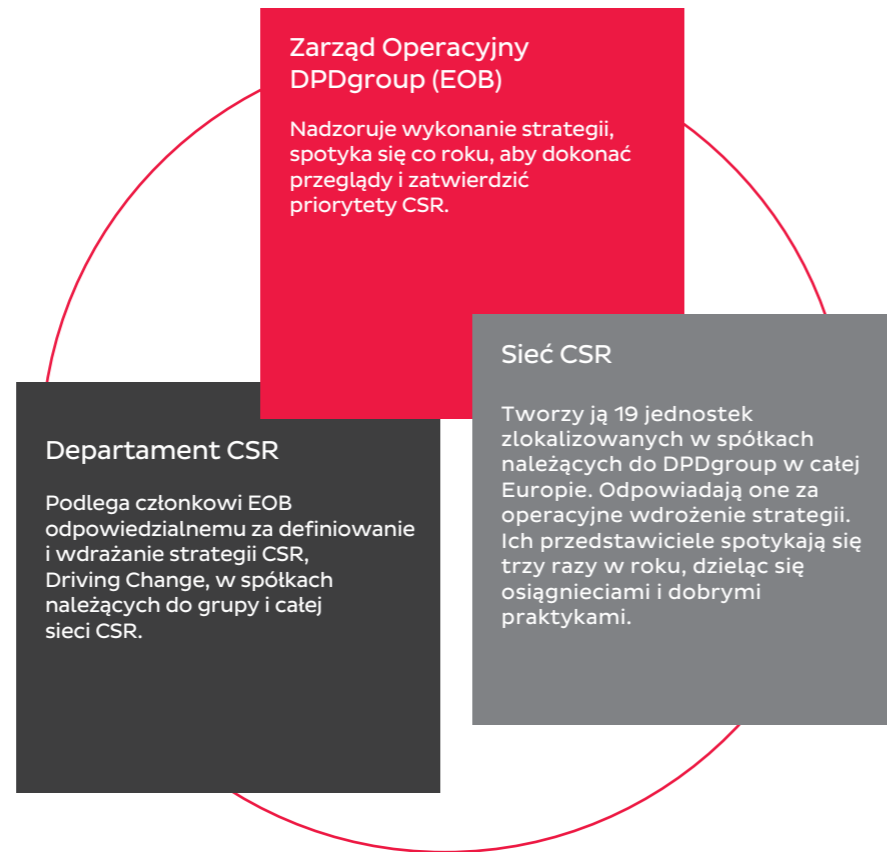 Zarząd Operacyjny
DPDgroup (EOB)
Nadzoruje wykonanie strategii,
spotyka się co roku, aby dokonać
przeglądy i zatwierdzić
priorytety CSR.
Sieć CSR
Tworzy ją 19 jednostek
zlokalizowanych w spółkach
należących do DPDgroup w całej
Europie. Odpowiadają one za
operacyjne wdrożenie strategii.
Ich przedstawiciele spotykają się
trzy razy w roku, dzieląc się
osiągnieciami i dobrymi
praktykami.
Departament CSR
Podlega członkowi EOB
odpowiedzialnemu za definiowanie
i wdrażanie strategii CSR,
Driving Change, w spółkach
należących do grupy i całej
sieci CSR.